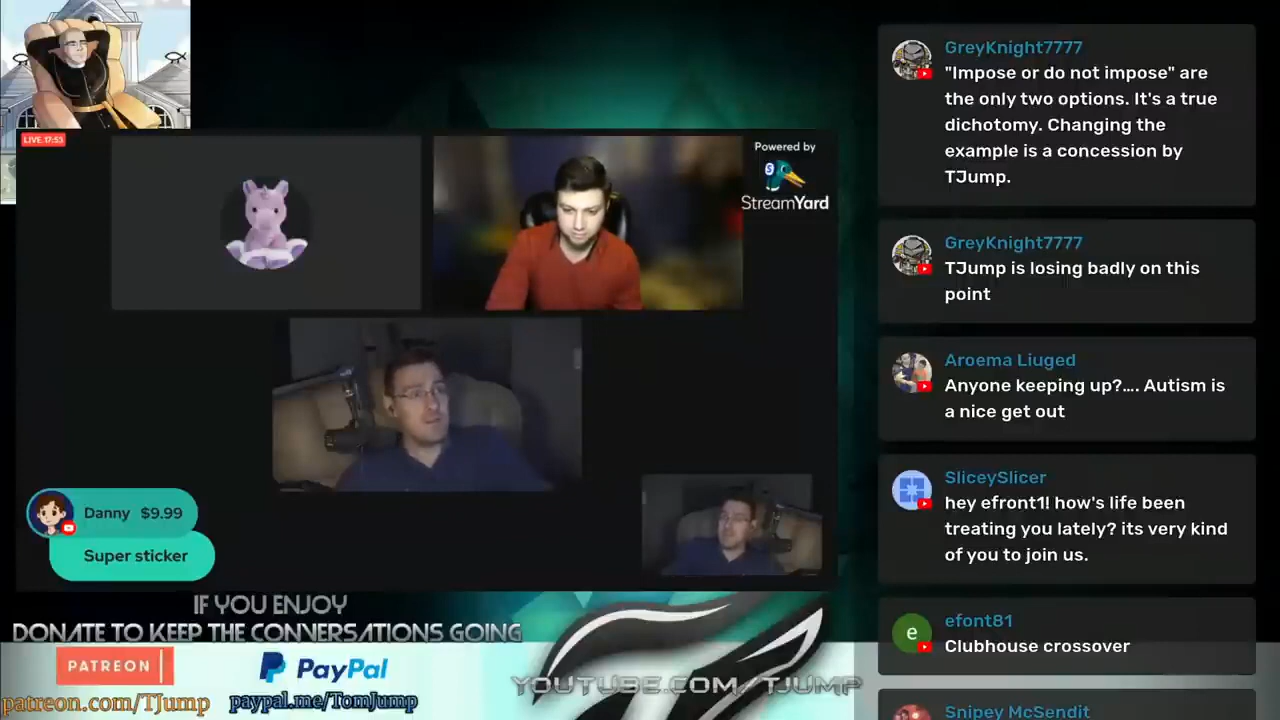 LIVE 17:53
Powered by
StreamYard
Danny $9.99
Super sticker
IF YOU ENJOY
DONATE TO KEEP THE CONVERSATIONS GOING
PATREON
PayPal
patreon.com/TJump
paypal.me/TomJump
YOUTUBE.COM/TJUMP
GreyKnight7777
"Impose or do not impose" are
the only two options. It's a true
dichotomy. Changing the
example is a concession by
TJump.
GreyKnight7777
TJump is losing badly on this
point
Aroema Liuged
Anyone keeping up?.... Autism is
a nice get out
SliceySlicer
hey efront1! how's life been
treating you lately? its very kind
of you to join us.
e
efont81
Clubhouse crossover
Snipey McSendit